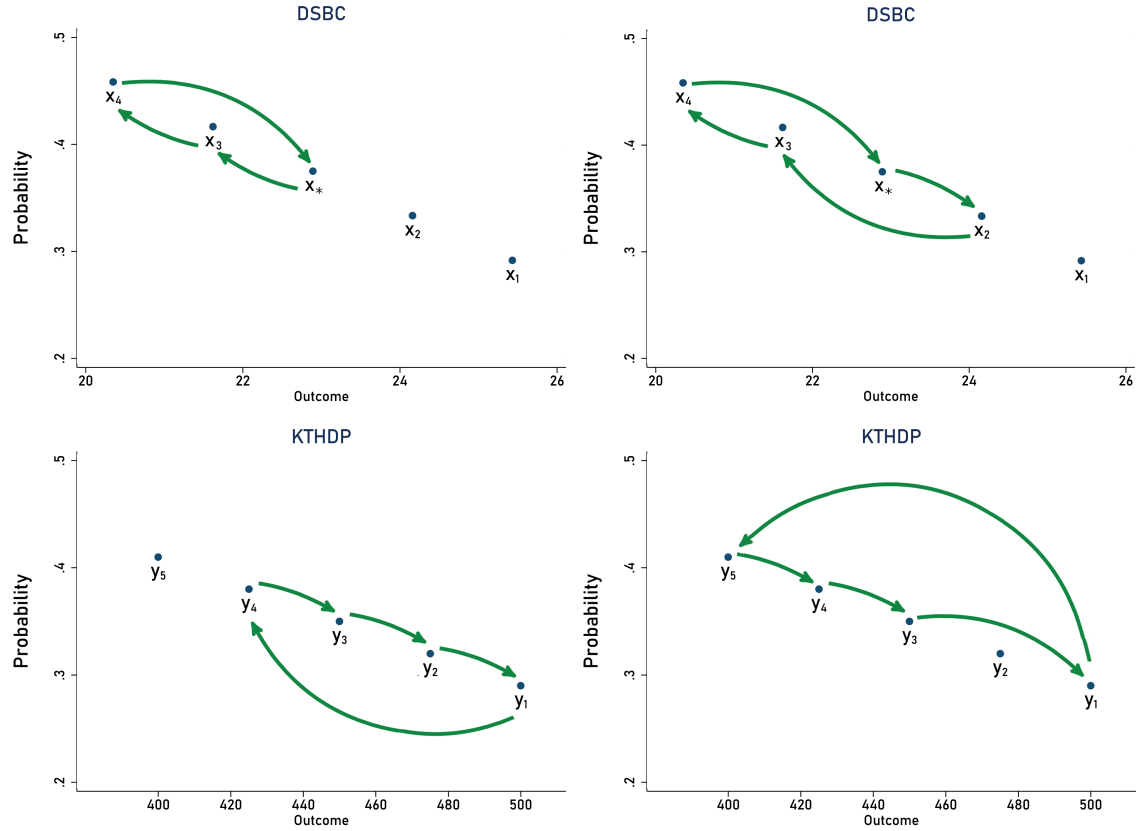 DSBC
.5
.4
.3
.2
Probability
x4
x3
x*
x2
x1
20 22 24 26
Outcome
DSBC
.5
.4
.3
.2
Probability
x4
x3
x*
x2
x1
20 22 24 26
Outcome
KTHDP
.5
.4
.3
.2
Probability
y5
y4
y3
y2
y1
400 420 440 460 480 500
Outcome
KTHDP
.5
.4
.3
.2
Probability
y5
y4
y3
y2
y1
400 420 440 460 480 500
Outcome